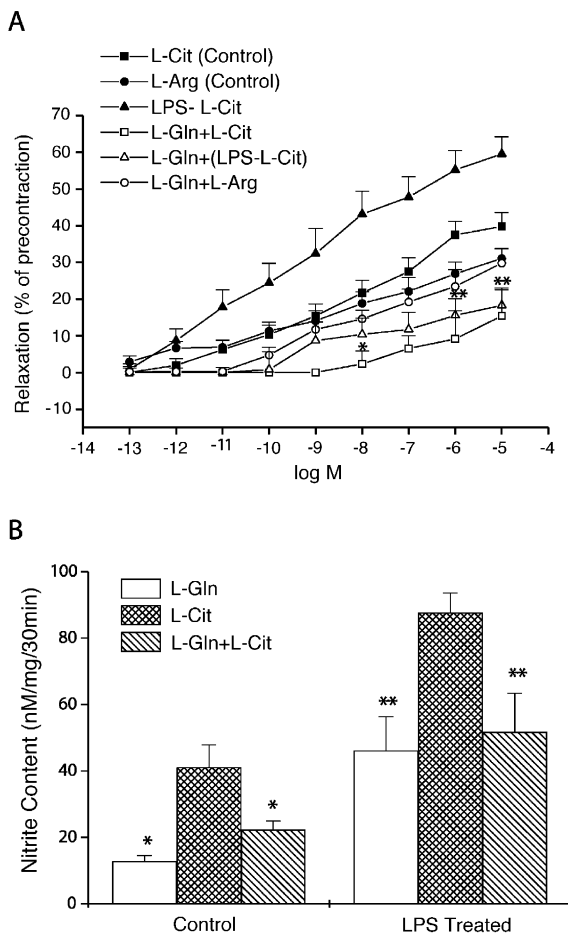 A
L-Cit (Control)
L-Arg (Control)
LPS- L-Cit
L-Gln+L-Cit
L-Gln+(LPS-L-Cit)
L-Gln+L-Arg
Relaxation (% of precontraction)
70
60
50
40
30
20
10
0
-10
**
**
*
-14 -13 -12 -11 -10 -9 -8 -7 -6 -5 -4
log M
B
Nitrite Content (nM/mg/30min)
100
80
60
40
20
0
L-Gln
L-Cit
L-Gln+L-Cit
*
*
**
**
Control LPS Treated